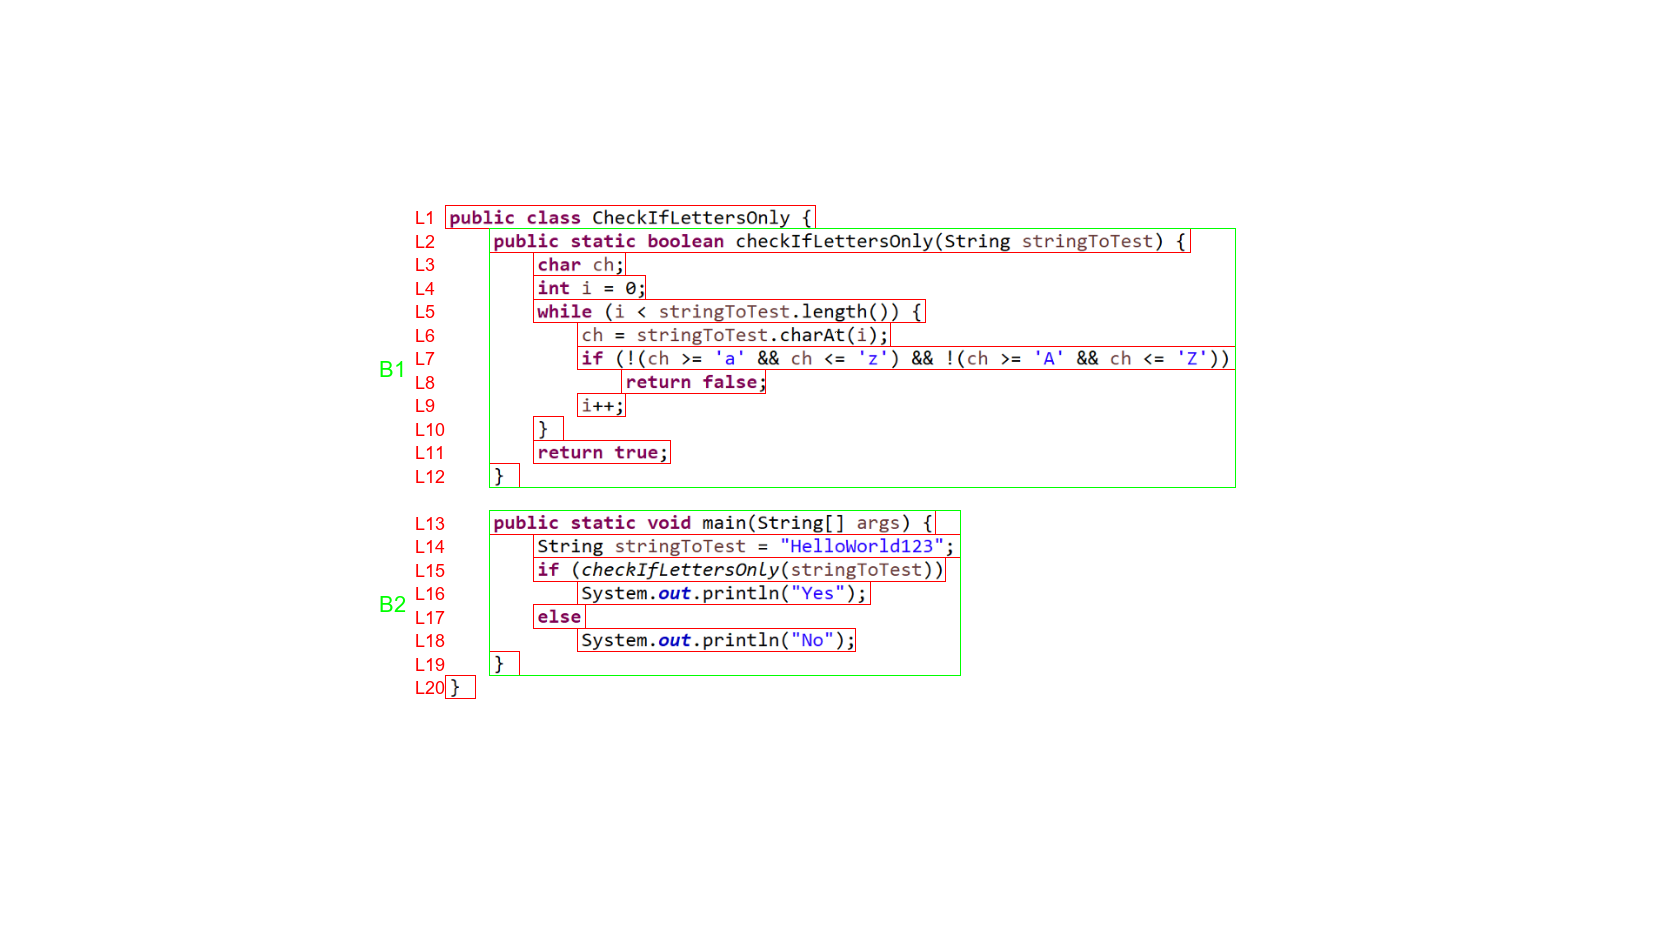 L1 public class CheckIfLettersOnly {
L2 public static boolean checkIfLettersOnly(String stringToTest) {
L3 char ch;
L4 int i = 0;
L5 while (i < stringToTest.length()) {
L6 ch = stringToTest.charAt(i);
B1 L7 if (!(ch >= 'a' && ch <= 'z') && !(ch >= 'A' && ch <= 'Z'))
L8 return false;
L9 i++;
L10 }
L11 return true;
L12 }
L13 public static void main(String[] args) {
L14 String stringToTest = "HelloWorld123";
L15 if (checkIfLettersOnly(stringToTest))
L16 System.out.println("Yes");
B2 L17 else
L18 System.out.println("No");
L19 }
L20 }